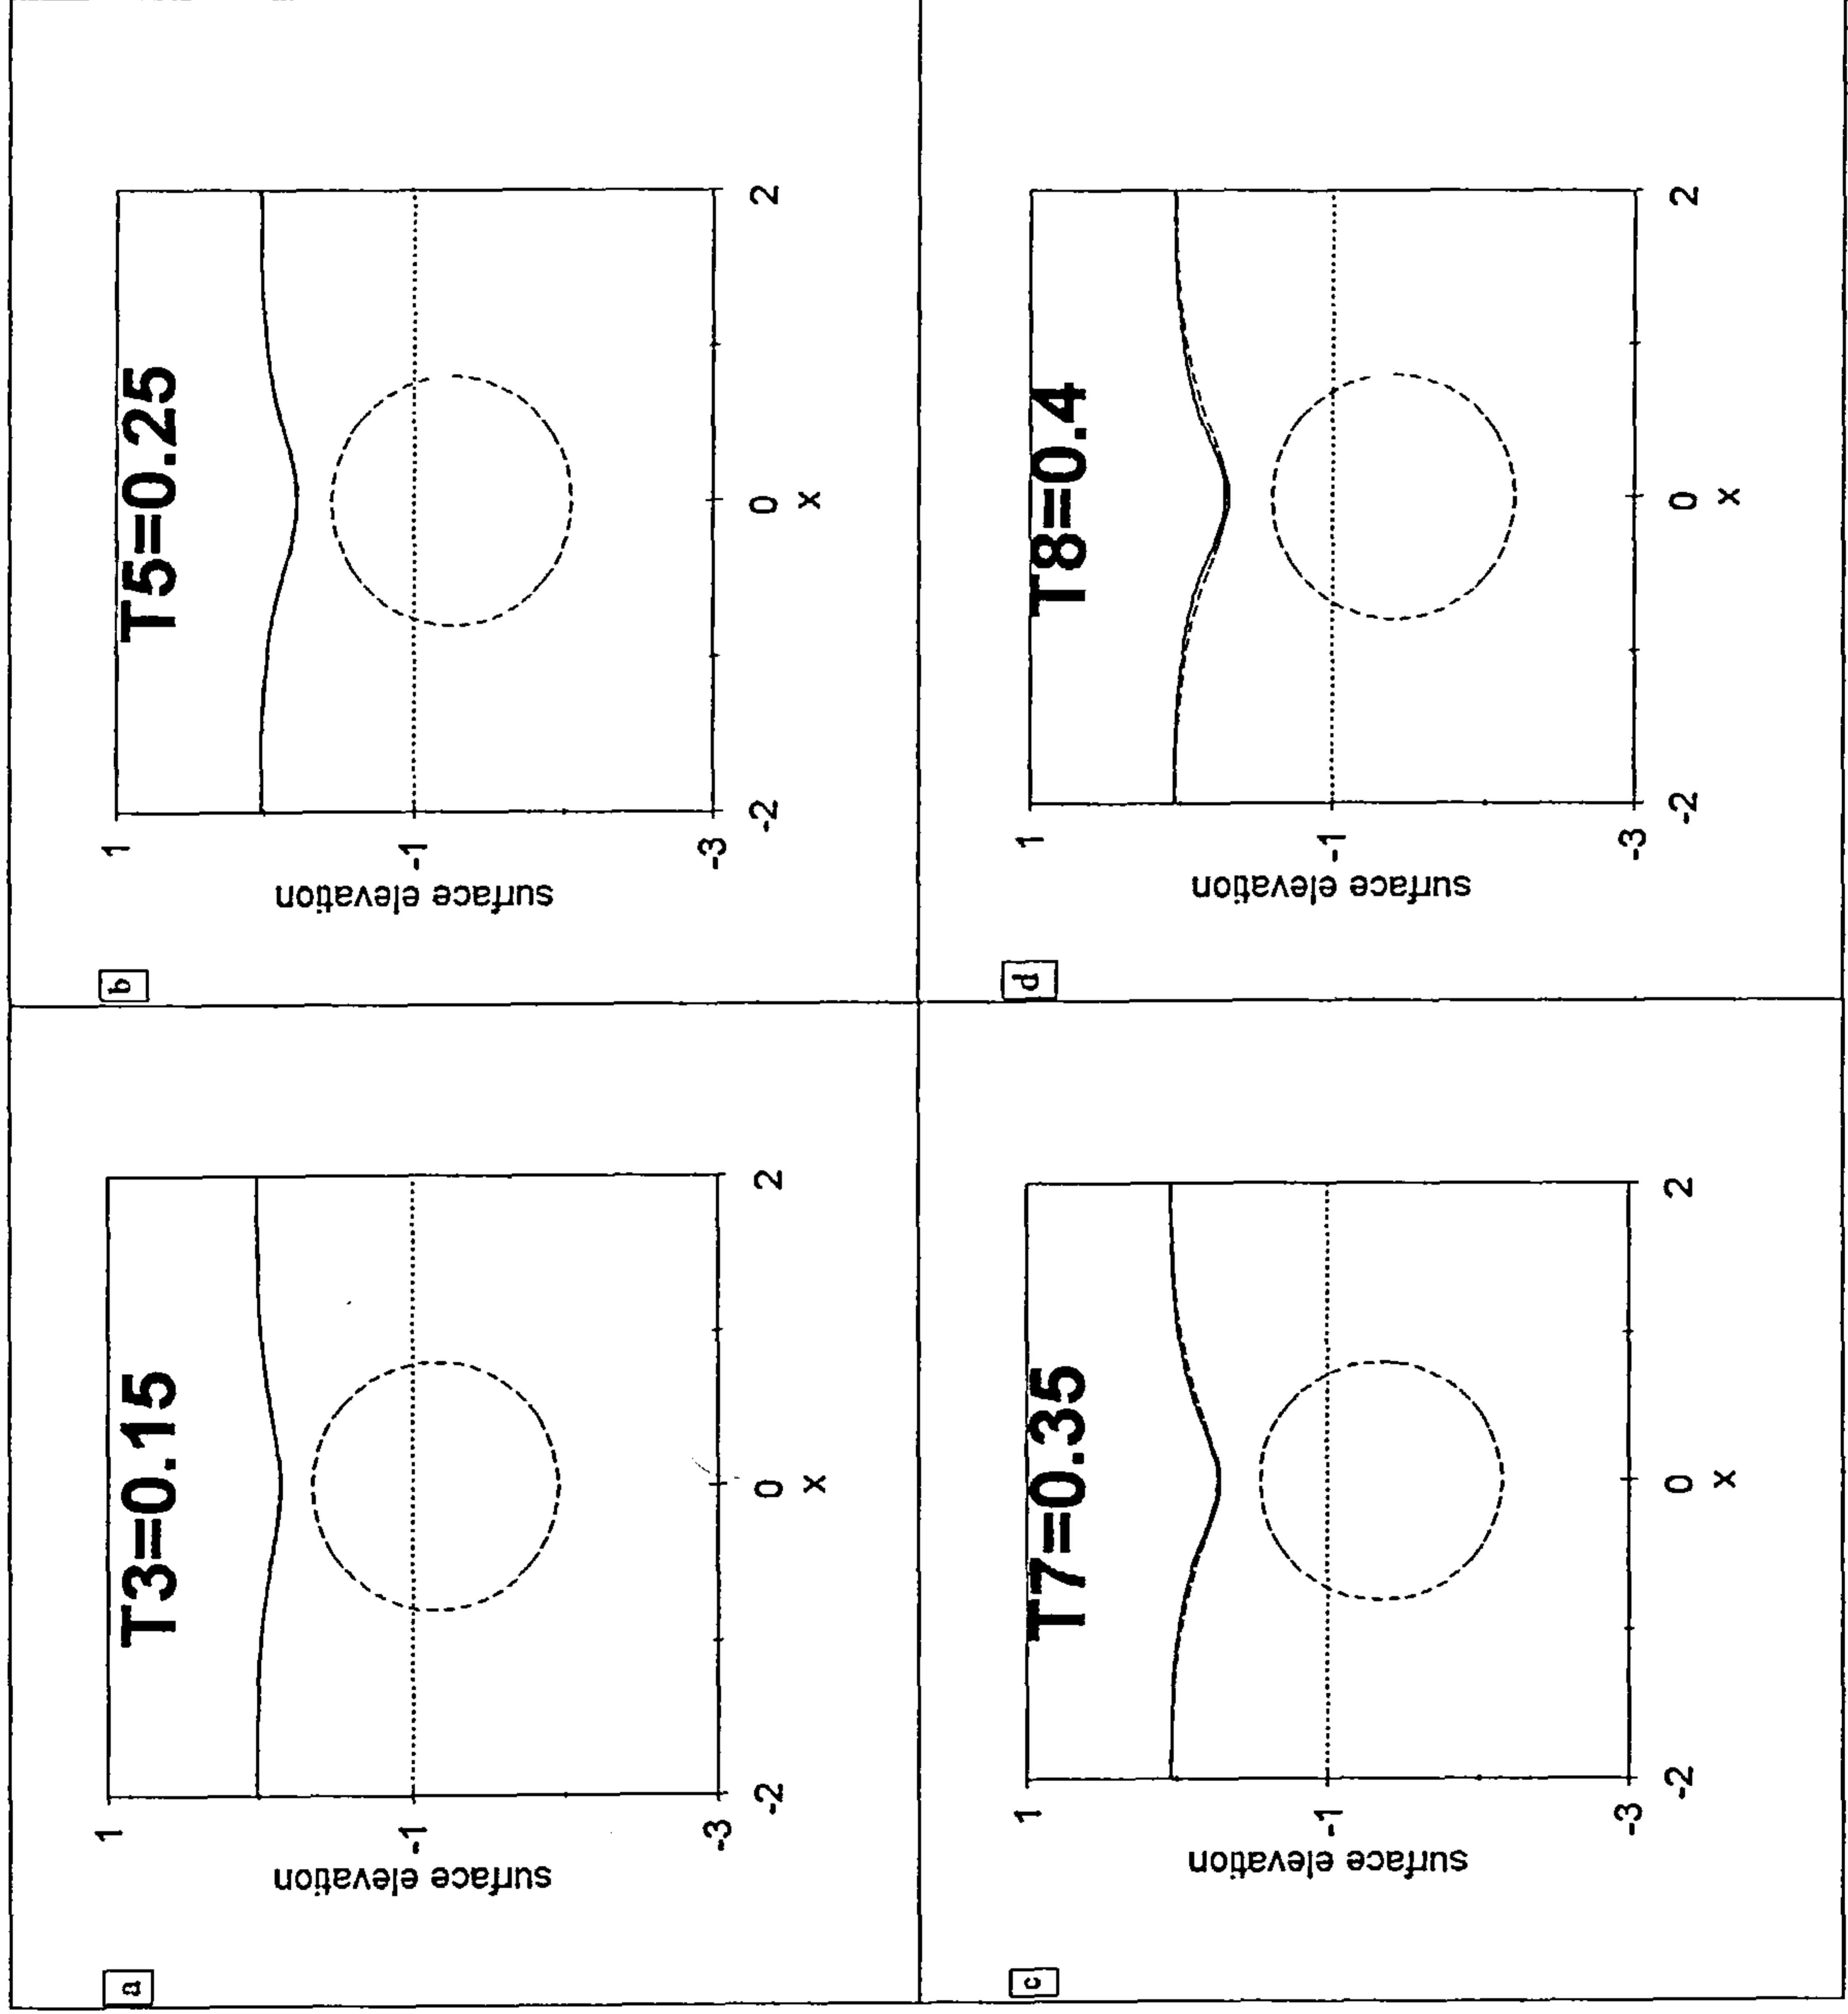 a
T3=0.15
surface elevation
1
-1
-3
-2
0
2
x
b
T5=0.25
surface elevation
1
-1
-3
-2
0
2
x
c
T7=0.35
surface elevation
1
-1
-3
-2
0
2
x
d
T8=0.4
surface elevation
1
-1
-3
-2
0
2
x